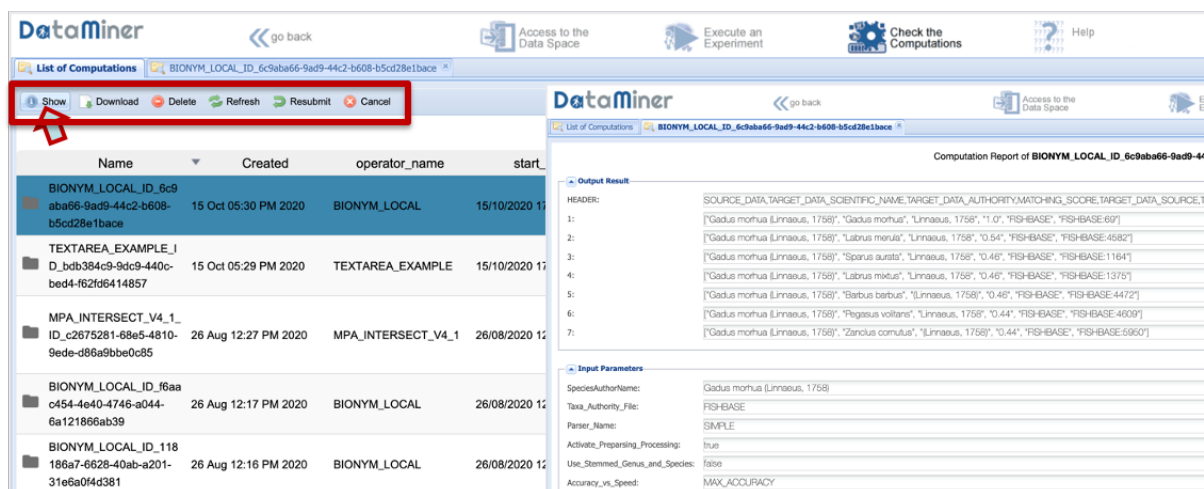 DataMiner
go back
Access to the
Data Space
Execute an
Experiment
Check the
Computations
Help
List of Computations
BIONYM_LOCAL_ID_6c9aba66-9ad9-44c2-b608-b5cd28e1bace
Show Download Delete Refresh Resubmit Cancel
Name Created operator_name start_
BIONYM_LOCAL_ID_6c9
aba66-9ad9-44c2-b608-
b5cd28e1bace
15 Oct 05:30 PM 2020 BIONYM_LOCAL 15/10/2020 17
TEXTAREA_EXAMPLE_I
D_bdb384c9-9dc9-440c-
bed4-f62fd6414857
15 Oct 05:29 PM 2020 TEXTAREA_EXAMPLE 15/10/2020 17
MPA_INTERSECT_V4_1_
ID_c2675281-68e5-4810-
9ede-d86a9bbe0c85
26 Aug 12:27 PM 2020 MPA_INTERSECT_V4_1 26/08/2020 12
BIONYM_LOCAL_ID_f6aa
c454-4e40-4746-a044-
6a121866ab39
26 Aug 12:17 PM 2020 BIONYM_LOCAL 26/08/2020 12
BIONYM_LOCAL_ID_118
186a7-6628-40ab-a201-
31e6a0f4d381
26 Aug 12:16 PM 2020 BIONYM_LOCAL 26/08/2020 12
DataMiner
go back
Access to the
Data Space
List of Computations
BIONYM_LOCAL_ID_6c9aba66-9ad9-44c2-b608-b5cd28e1bace
Computation Report of BIONYM_LOCAL_ID_6c9aba66-9ad9-44
Output Result
HEADER: SOURCE_DATA,TARGET_DATA_SCIENTIFIC_NAME,TARGET_DATA_AUTHORITY,MATCHING_SCORE,TARGET_DATA_SOURCE,T
1: ["Gadus morhua (Linnaeus, 1758)", "Gadus morhua", "Linnaeus, 1758", "1.0", "FISHBASE", "FISHBASE:69"]
2: ["Gadus morhua (Linnaeus, 1758)", "Labrus merula", "Linnaeus, 1758", "0.54", "FISHBASE", "FISHBASE:4582"]
3: ["Gadus morhua (Linnaeus, 1758)", "Sparus aurata", "Linnaeus, 1758", "0.46", "FISHBASE", "FISHBASE:1164"]
4: ["Gadus morhua (Linnaeus, 1758)", "Labrus mixtus", "Linnaeus, 1758", "0.46", "FISHBASE", "FISHBASE:1375"]
5: ["Gadus morhua (Linnaeus, 1758)", "Barbus barbus", "(Linnaeus, 1758)", "0.46", "FISHBASE", "FISHBASE:4472"]
6: ["Gadus morhua (Linnaeus, 1758)", "Pegasus volitans", "Linnaeus, 1758", "0.44", "FISHBASE", "FISHBASE:4609"]
7: ["Gadus morhua (Linnaeus, 1758)", "Zanclus cornutus", "(Linnaeus, 1758)", "0.44", "FISHBASE", "FISHBASE:5950"]
Input Parameters
SpeciesAuthorName: Gadus morhua (Linnaeus, 1758)
Taxa_Authority_File: FISHBASE
Parser_Name: SIMPLE
Activate_Preparsing_Processing: true
Use_Stemmed_Genus_and_Species: false
Accuracy_vs_Speed: MAX_ACCURACY